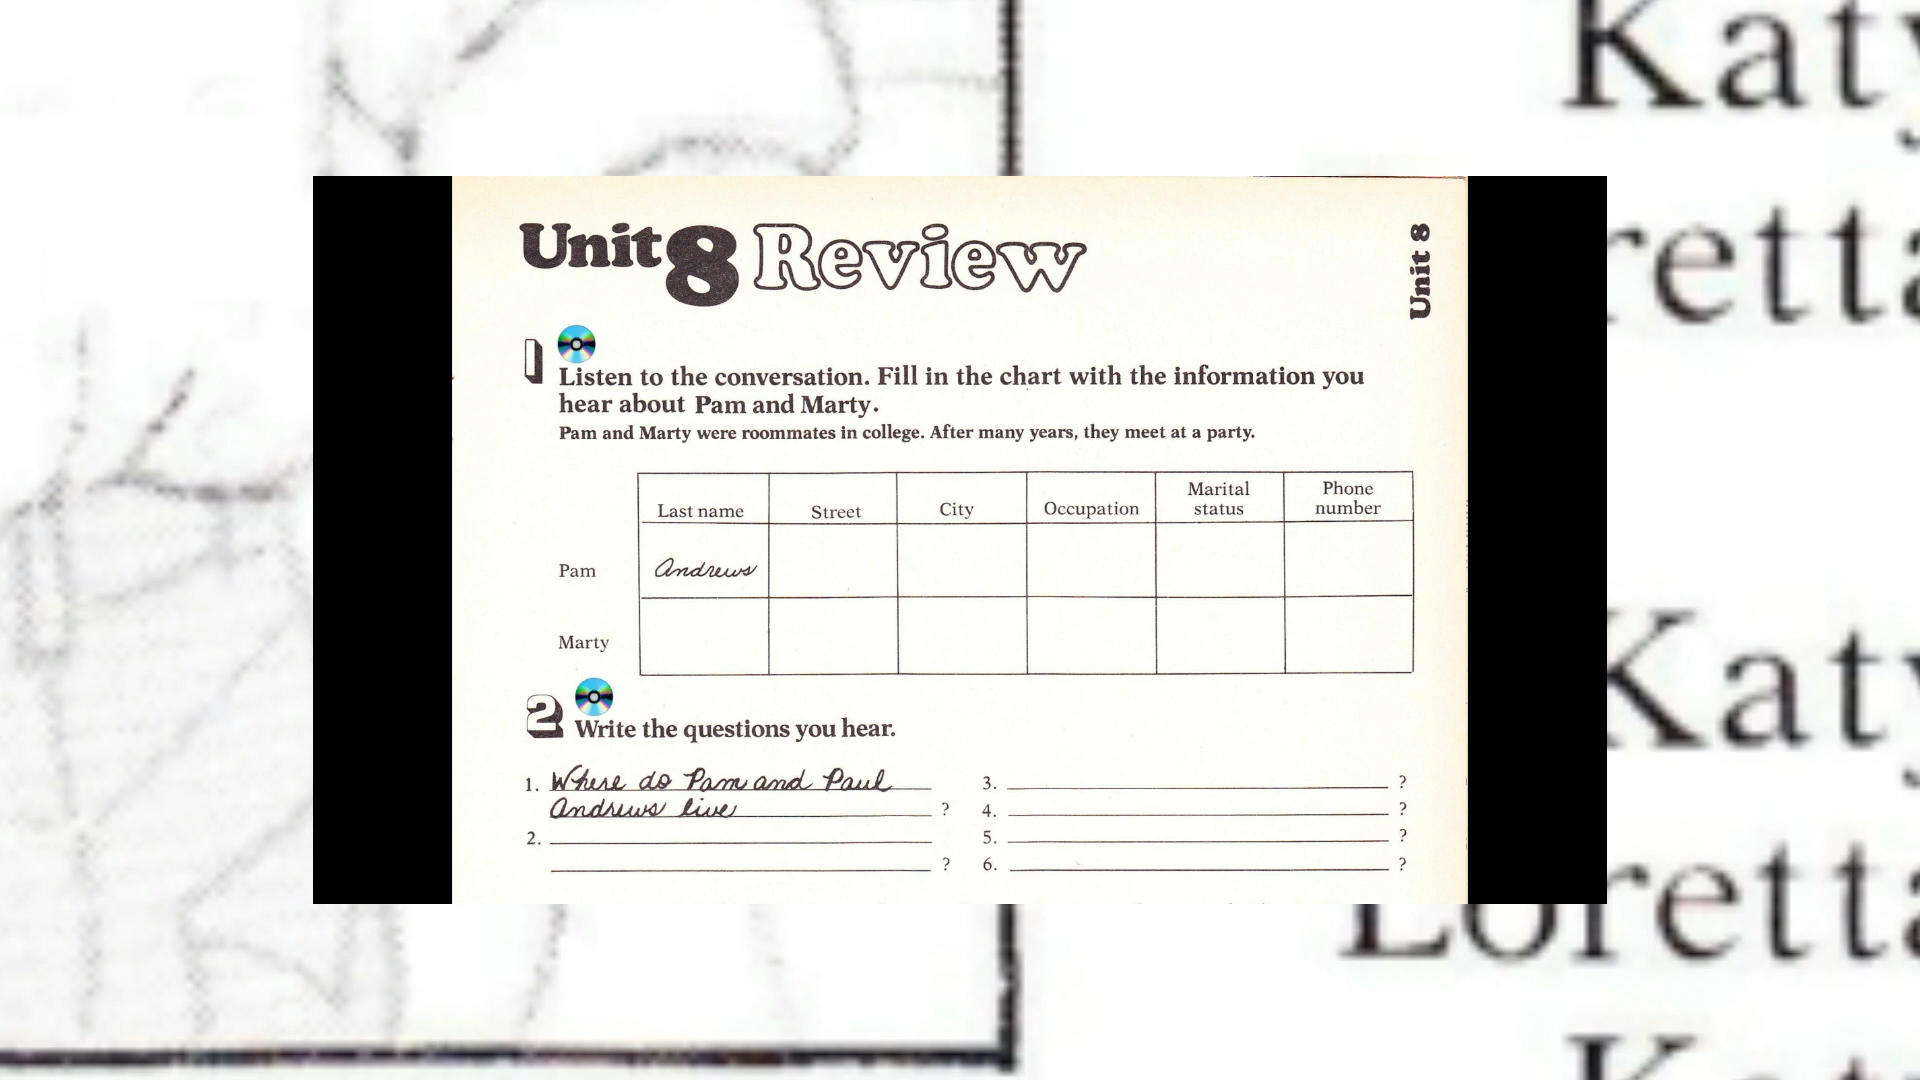 Katy
retta
Katy
Loretta
Unit 8 Review
Unit 8
1
Listen to the conversation. Fill in the chart with the information you
hear about Pam and Marty.
Pam and Marty were roommates in college. After many years, they meet at a party.
Last name Street City Occupation Marital status Phone number
Pam Andrews
Marty
2
Write the questions you hear.
1. Where do Pam and Paul
Andrews live ?
2.
?
3. ?
4. ?
5. ?
6. ?